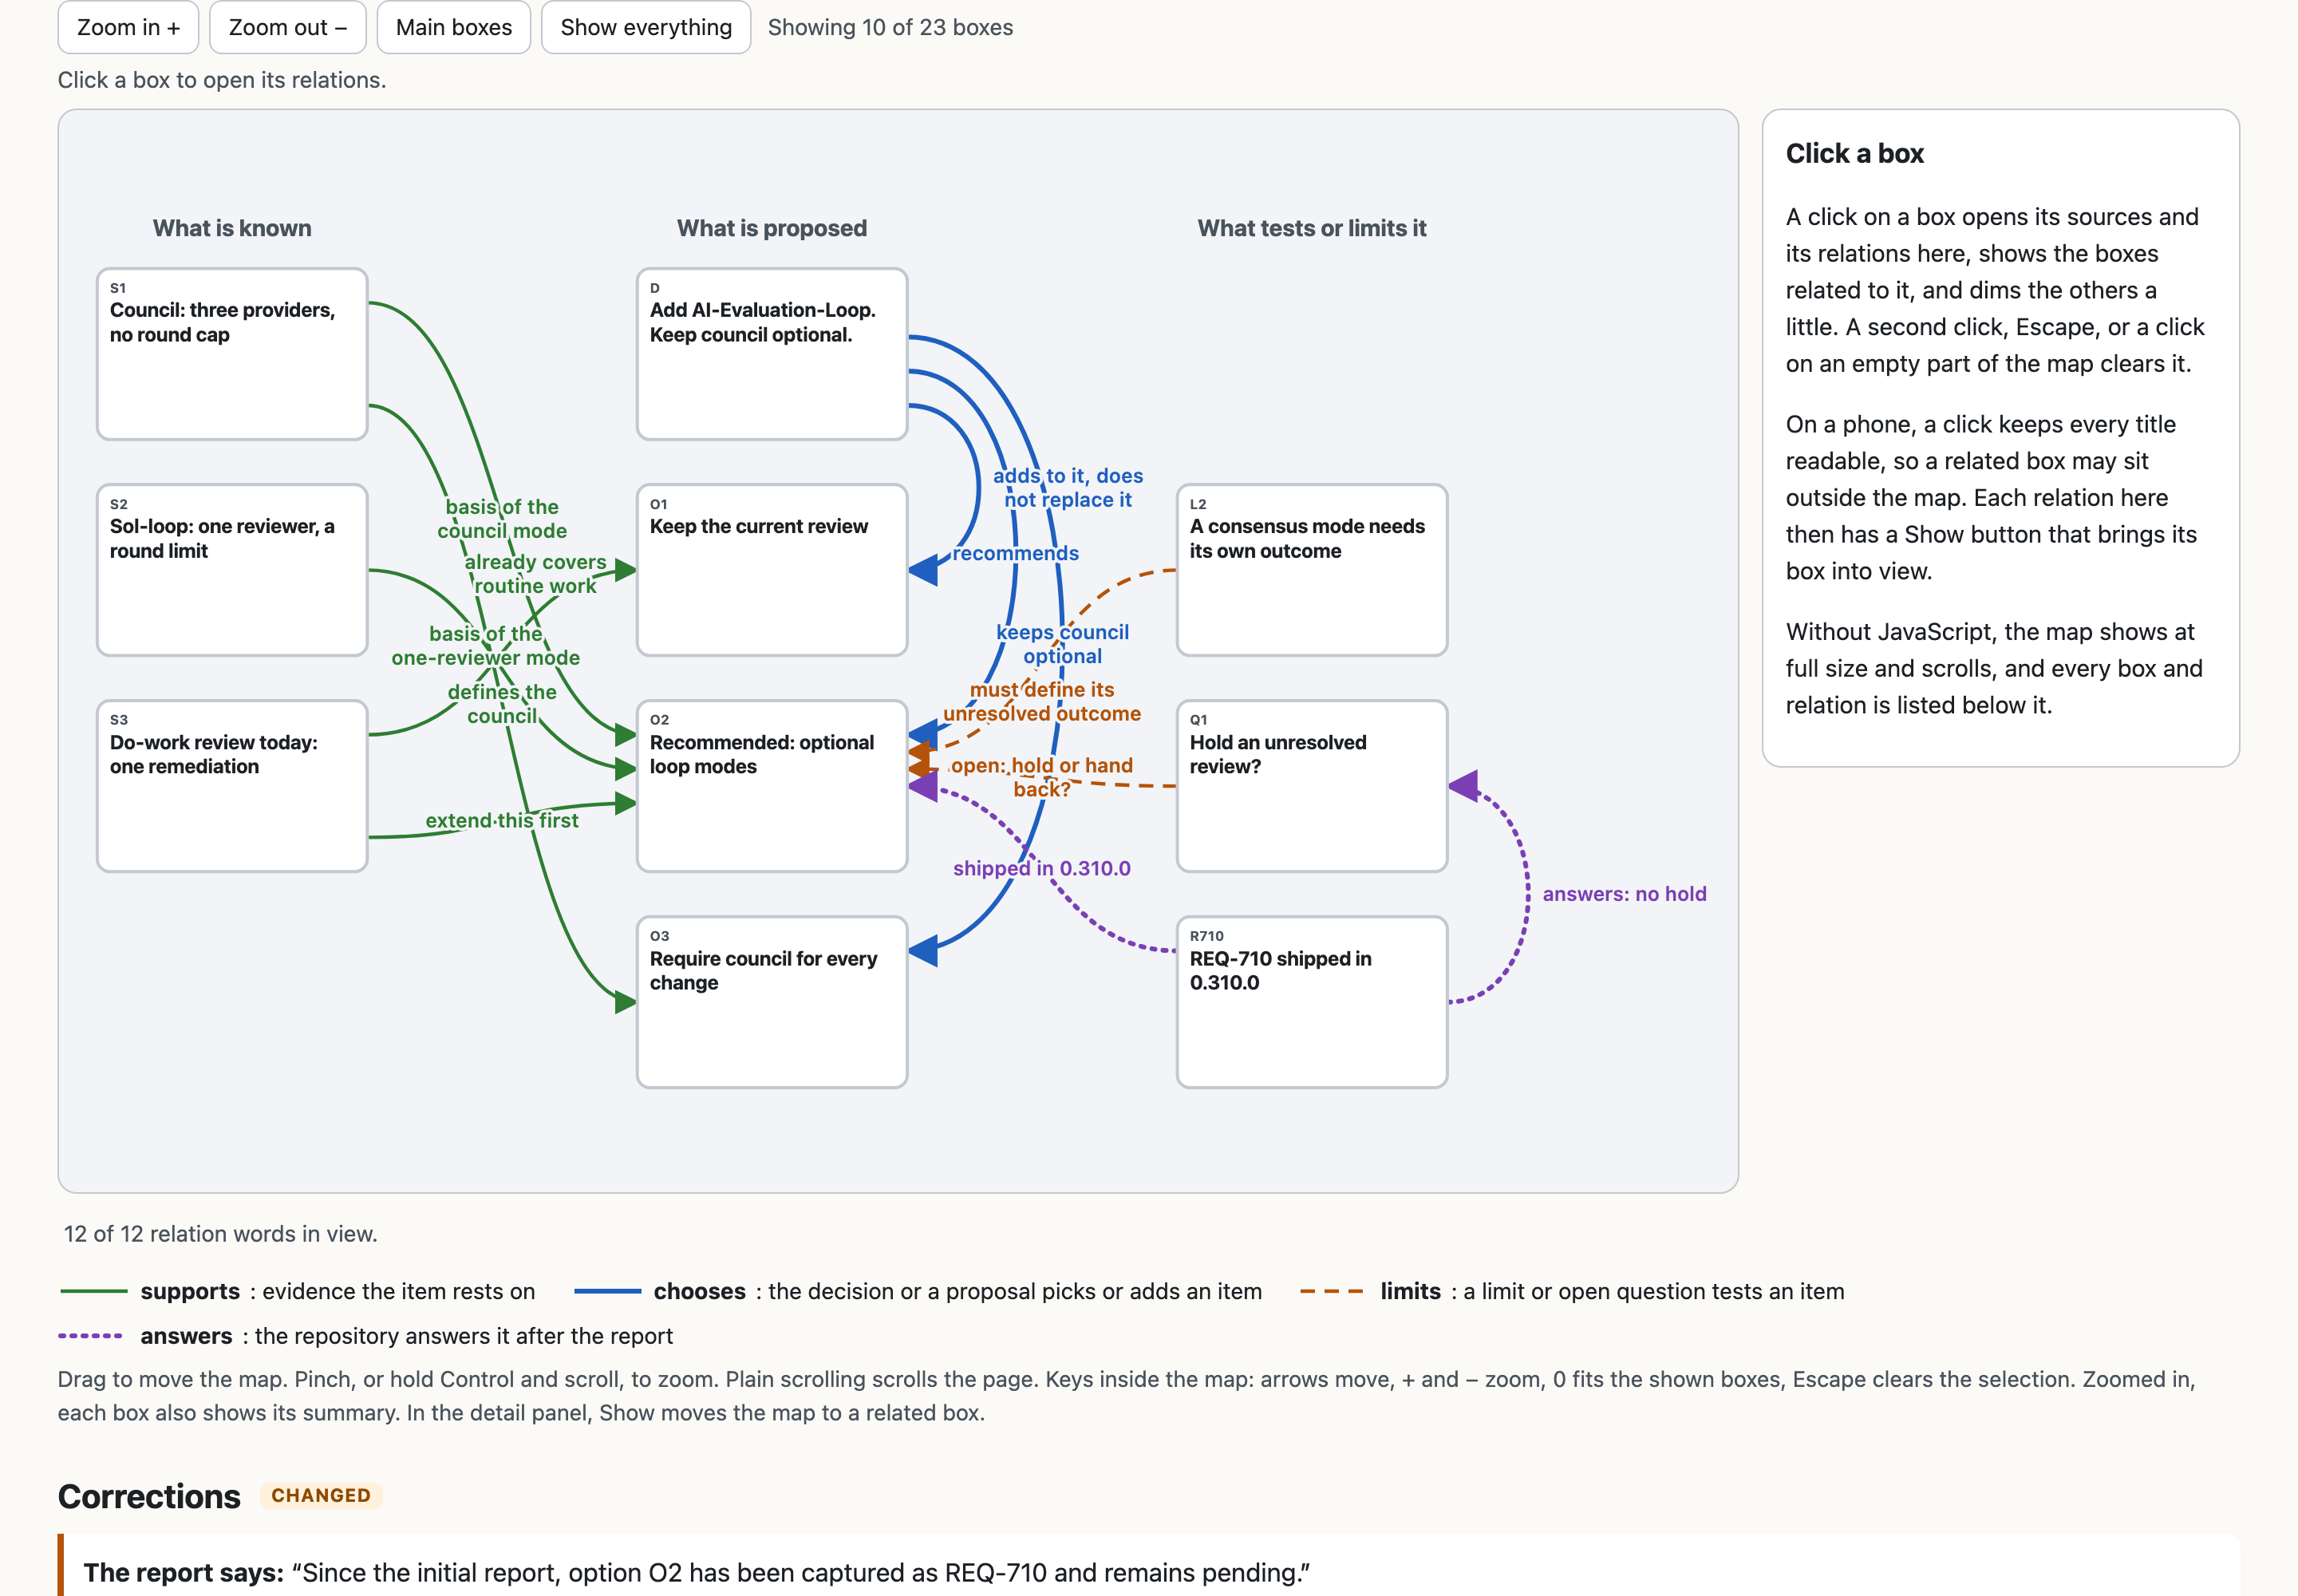 Zoom in +
Zoom out –
Main boxes
Show everything
Showing 10 of 23 boxes
Click a box to open its relations.
What is known
What is proposed
What tests or limits it
S1
Council: three providers,
no round cap
D
Add AI-Evaluation-Loop.
Keep council optional.
S2
Sol-loop: one reviewer, a
round limit
O1
Keep the current review
L2
A consensus mode needs
its own outcome
S3
Do-work review today:
one remediation
O2
Recommended: optional
loop modes
Q1
Hold an unresolved
review?
O3
Require council for every
change
R710
REQ-710 shipped in
0.310.0
basis of the
council mode
already covers
routine work
basis of the
one-reviewer mode
defines the
council
extend this first
adds to it, does
not replace it
recommends
keeps council
optional
must define its
unresolved outcome
open: hold or hand
back?
shipped in 0.310.0
answers: no hold
Click a box
A click on a box opens its sources and
its relations here, shows the boxes
related to it, and dims the others a
little. A second click, Escape, or a click
on an empty part of the map clears it.
On a phone, a click keeps every title
readable, so a related box may sit
outside the map. Each relation here
then has a Show button that brings its
box into view.
Without JavaScript, the map shows at
full size and scrolls, and every box and
relation is listed below it.
12 of 12 relation words in view.
supports : evidence the item rests on
chooses : the decision or a proposal picks or adds an item
limits : a limit or open question tests an item
answers : the repository answers it after the report
Drag to move the map. Pinch, or hold Control and scroll, to zoom. Plain scrolling scrolls the page. Keys inside the map: arrows move, + and – zoom, 0 fits the shown boxes, Escape clears the selection. Zoomed in,
each box also shows its summary. In the detail panel, Show moves the map to a related box.
Corrections
CHANGED
The report says: “Since the initial report, option O2 has been captured as REQ-710 and remains pending.”